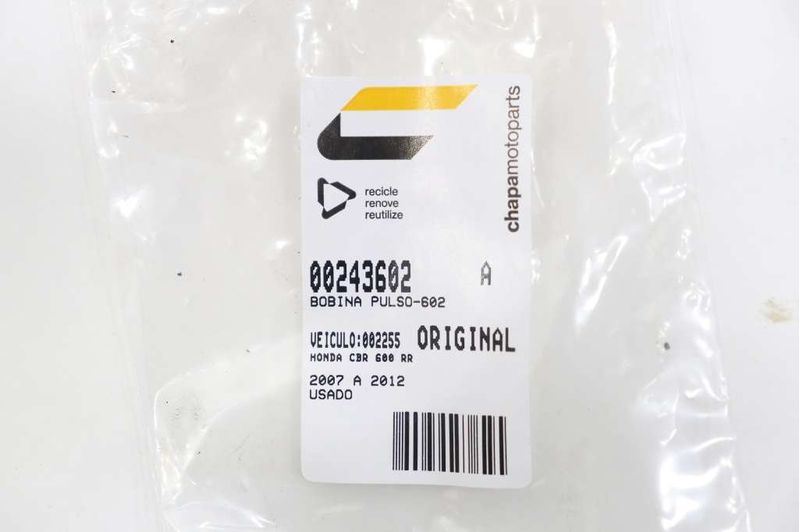 chapamotoparts
recicle
renove
reutilize
00243602 A
BOBINA PULSO-602
VEICULO:002255 ORIGINAL
HONDA CBR 600 RR
2007 A 2012
USADO